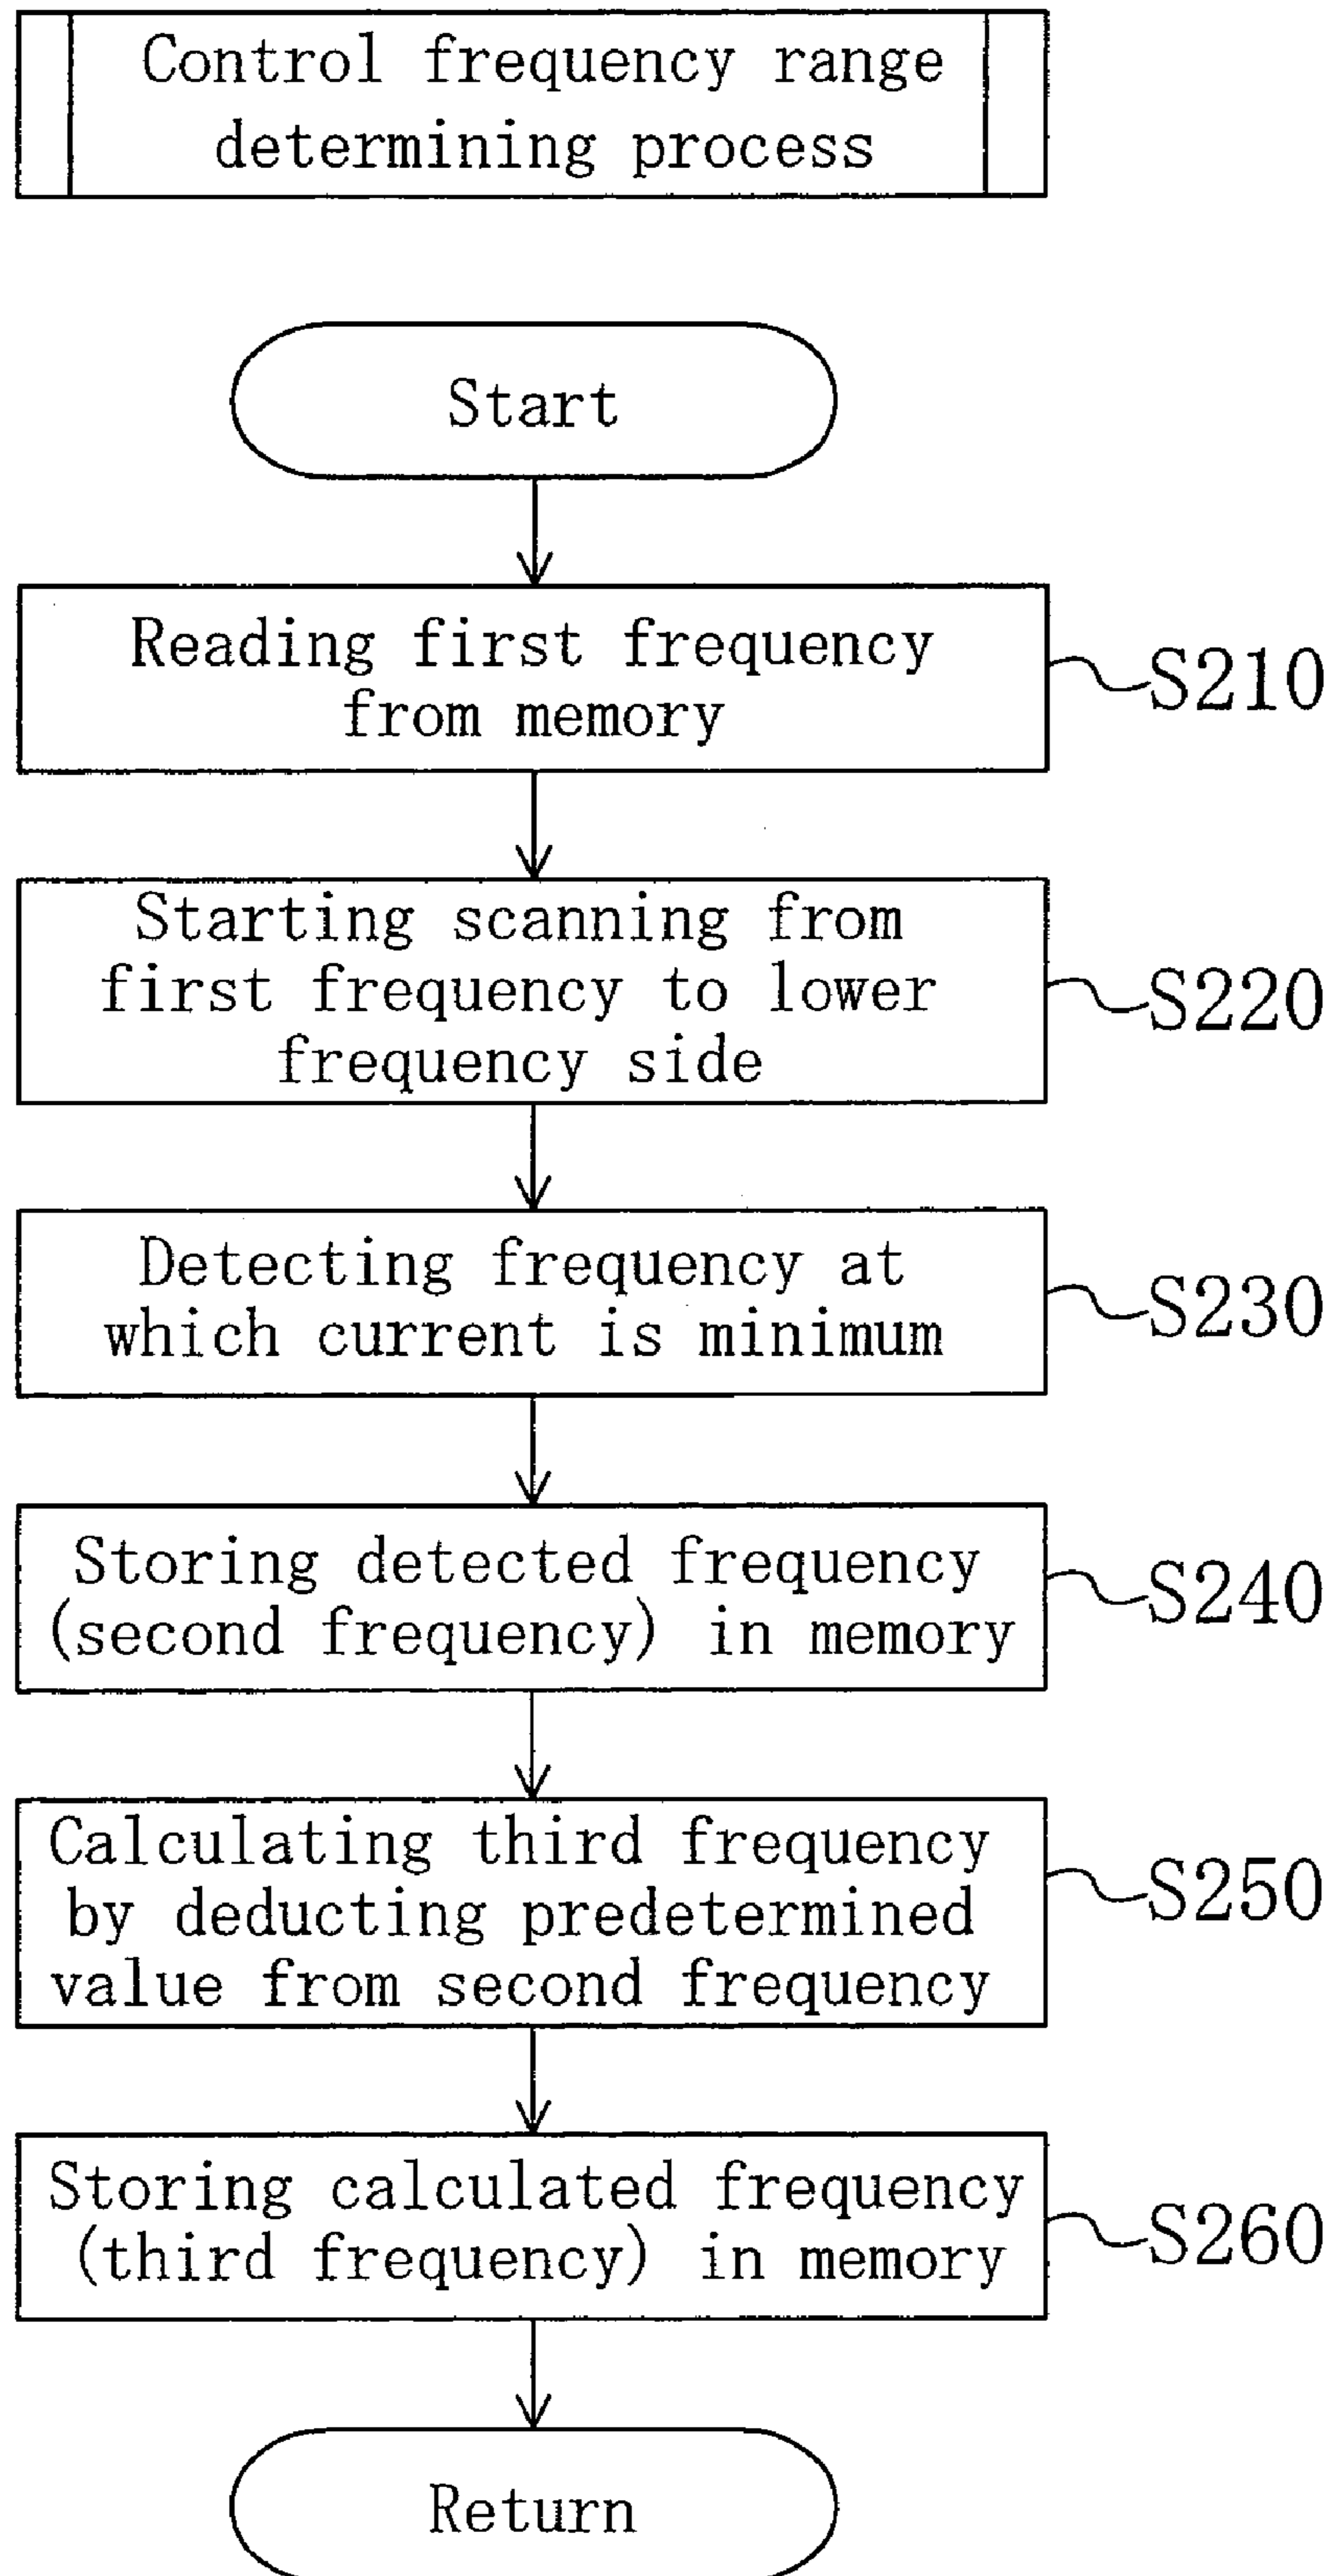 Control frequency range
determining process
Start
Reading first frequency
from memory
S210
Starting scanning from
first frequency to lower
frequency side
S220
Detecting frequency at
which current is minimum
S230
Storing detected frequency
(second frequency) in memory
S240
Calculating third frequency
by deducting predetermined
value from second frequency
S250
Storing calculated frequency
(third frequency) in memory
S260
Return